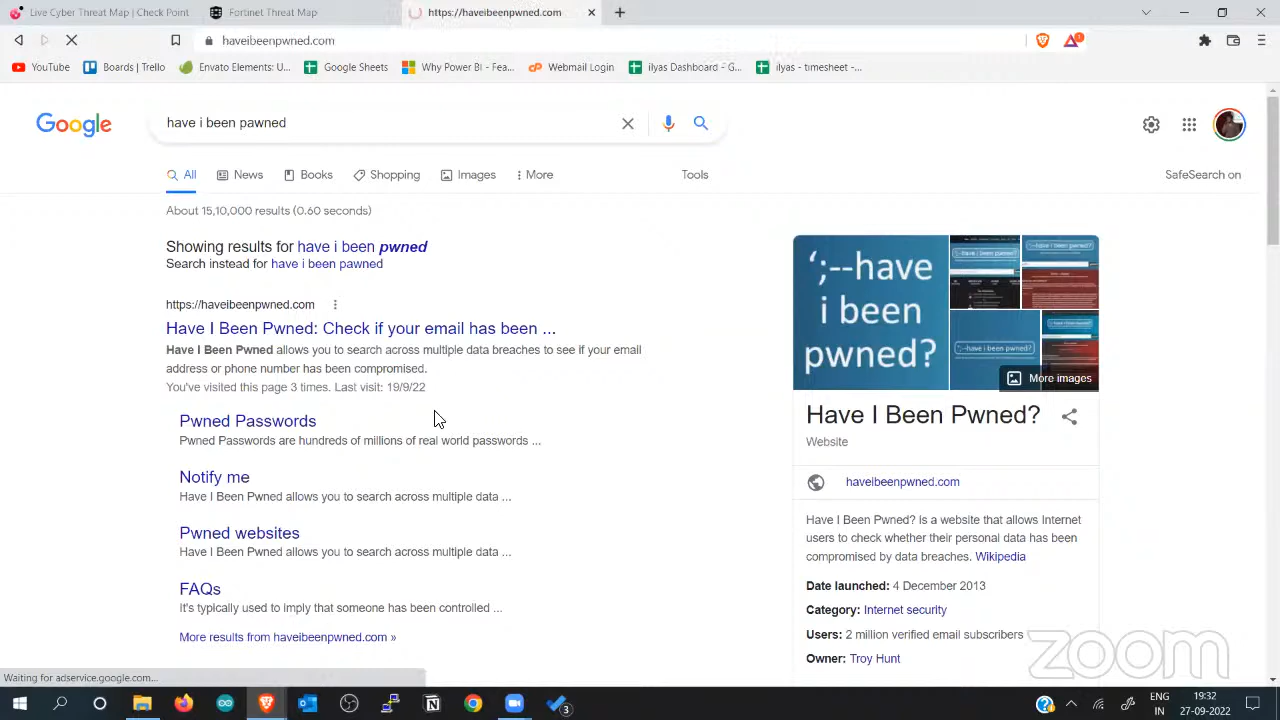 Live Cyber Threat Map | Check Point
Fortinet Threat Map
https://haveibeenpwned.com
haveibeenpwned.com
YouTube
Boards | Trello
Envato Elements: U...
Google Sheets
Why Power BI - Fea...
Webmail Login
ilyas Dashboard - G...
ilyas - timesheet -...
Google
have i been pawned
All
News
Books
Shopping
Images
More
Tools
SafeSearch on
About 15,10,000 results (0.60 seconds)
Showing results for have i been pwned
Search instead for have i been pawned
https://haveibeenpwned.com
Have I Been Pwned: Check if your email has been ...
Have I Been Pwned allows you to search across multiple data breaches to see if your email
address or phone number has been compromised.
You've visited this page 3 times. Last visit: 19/9/22
Pwned Passwords
Pwned Passwords are hundreds of millions of real world passwords ...
Notify me
Have I Been Pwned allows you to search across multiple data ...
Pwned websites
Have I Been Pwned allows you to search across multiple data ...
FAQs
It's typically used to imply that someone has been controlled ...
More results from haveibeenpwned.com »
';--have
i been
pwned?
';--have i been pwned?
';--have i been pwned?
';--have i been pwned?
More images
Have I Been Pwned?
Website
haveibeenpwned.com
Have I Been Pwned? is a website that allows Internet
users to check whether their personal data has been
compromised by data breaches. Wikipedia
Date launched: 4 December 2013
Category: Internet security
Users: 2 million verified email subscribers
Owner: Troy Hunt
zoom
Waiting for adservice.google.com...
3
ENG
IN
19:32
27-09-2022